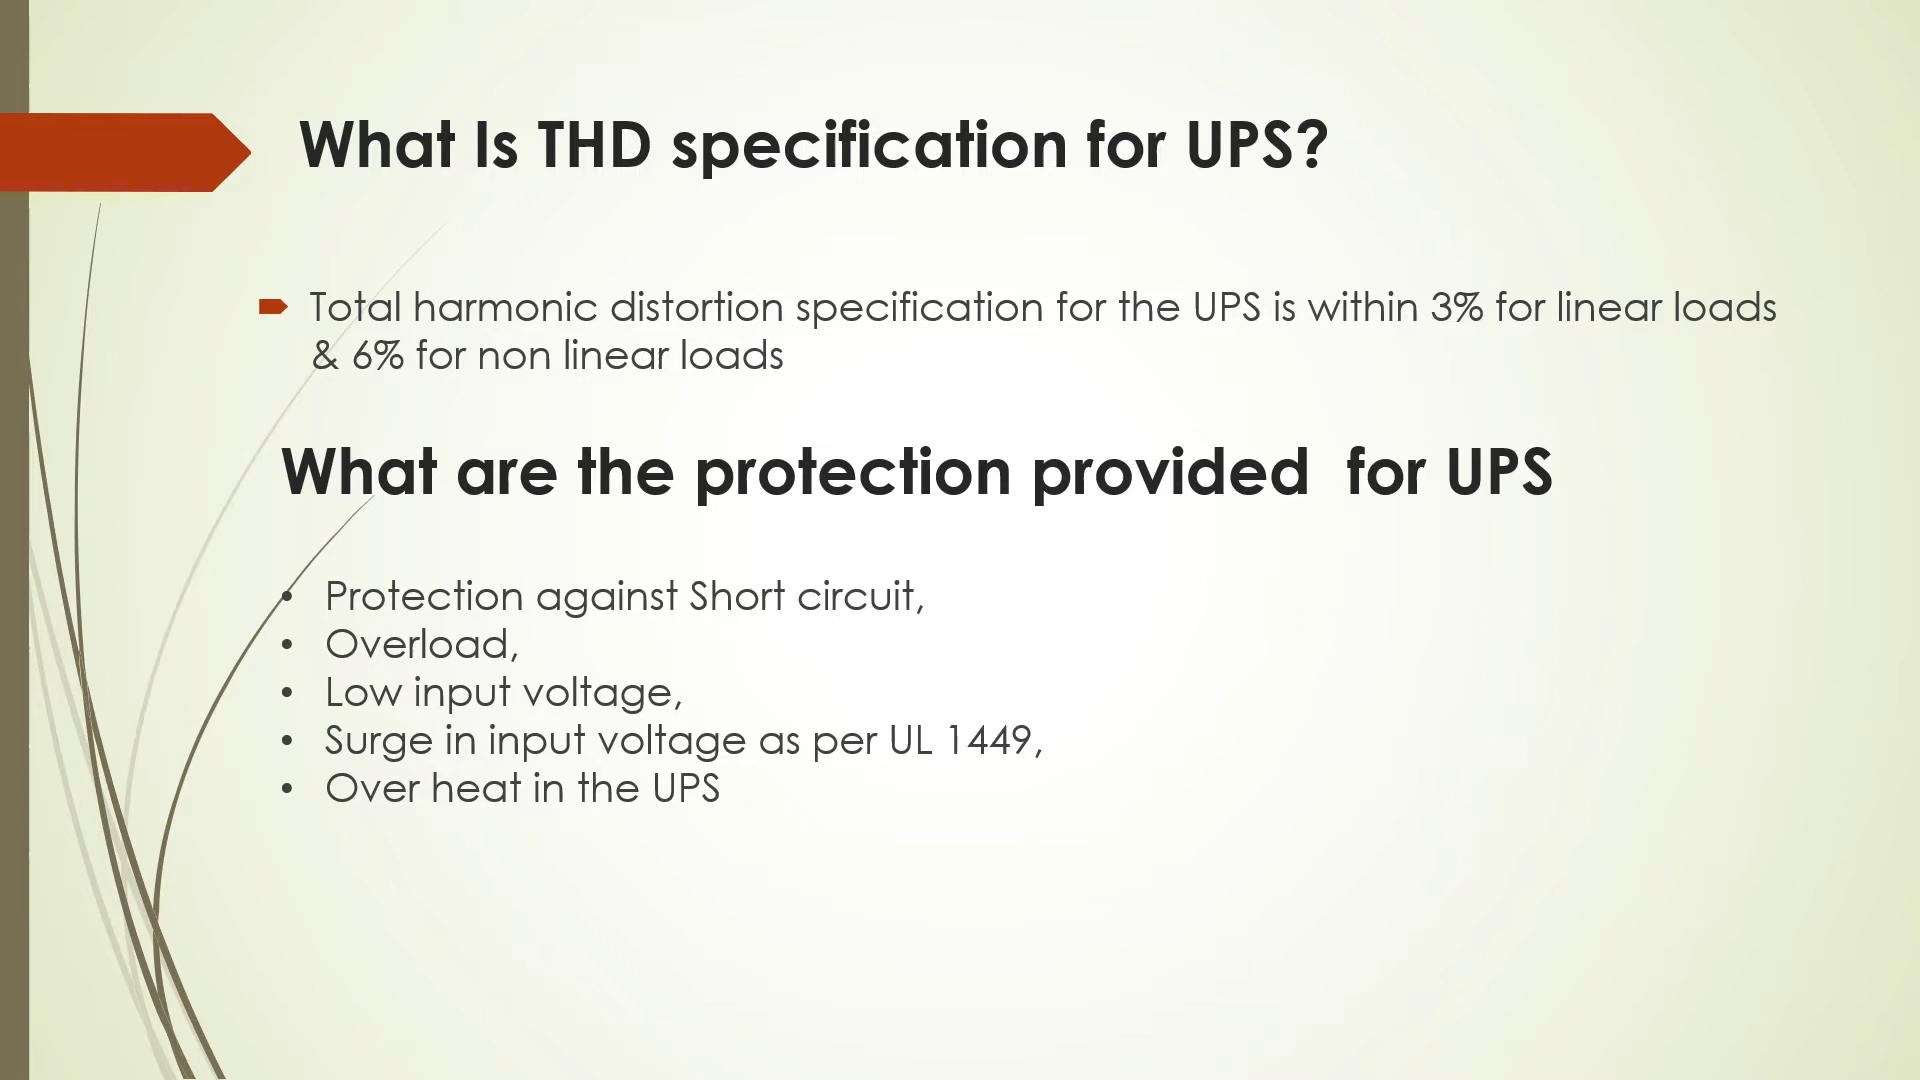 What Is THD specification for UPS?
Total harmonic distortion specification for the UPS is within 3% for linear loads
& 6% for non linear loads
What are the protection provided  for UPS
• Protection against Short circuit,
• Overload,
• Low input voltage,
• Surge in input voltage as per UL 1449,
• Over heat in the UPS